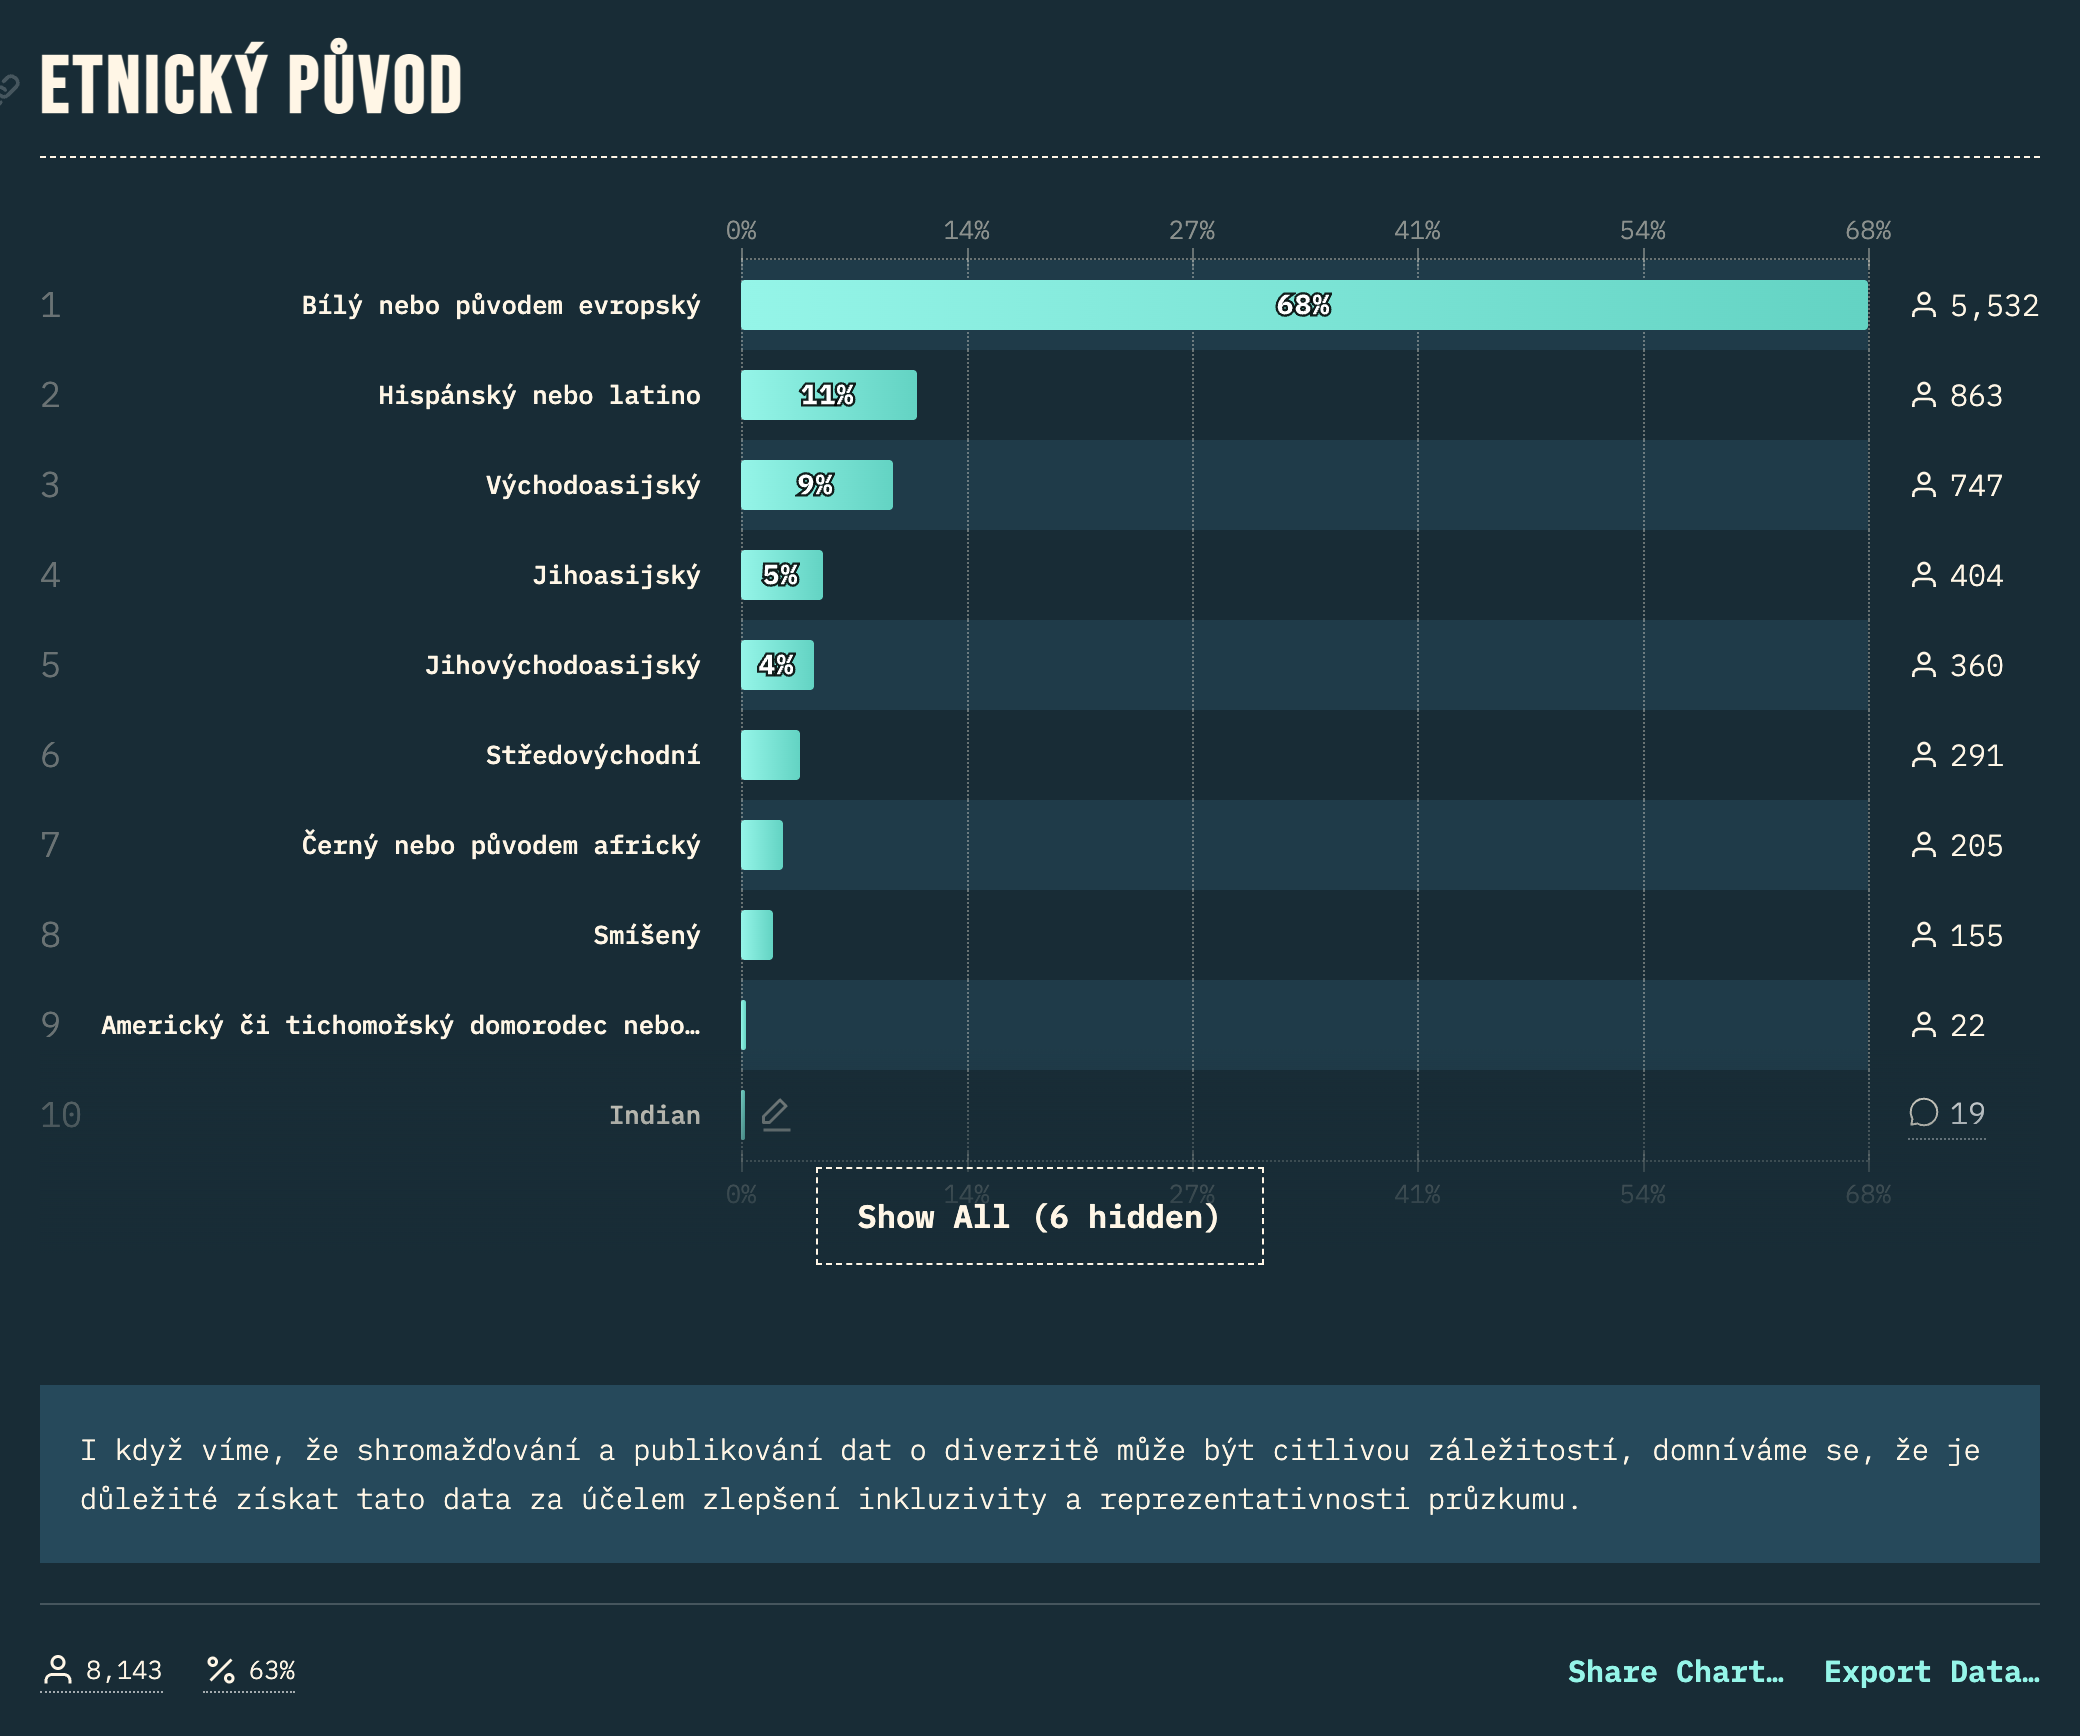 ETNICKÝ PŮVOD
0% 14% 27% 41% 54% 68%
1 Bílý nebo původem evropský 68% 5,532
2 Hispánský nebo latino 11% 863
3 Východoasijský 9% 747
4 Jihoasijský 5% 404
5 Jihovýchodoasijský 4% 360
6 Středovýchodní 291
7 Černý nebo původem africký 205
8 Smíšený 155
9 Americký či tichomořský domorodec nebo… 22
10 Indian 19
0% 14% 27% 41% 54% 68%
Show All (6 hidden)
I když víme, že shromažďování a publikování dat o diverzitě může být citlivou záležitostí, domníváme se, že je
důležité získat tato data za účelem zlepšení inkluzivity a reprezentativnosti průzkumu.
8,143 63% Share Chart… Export Data…